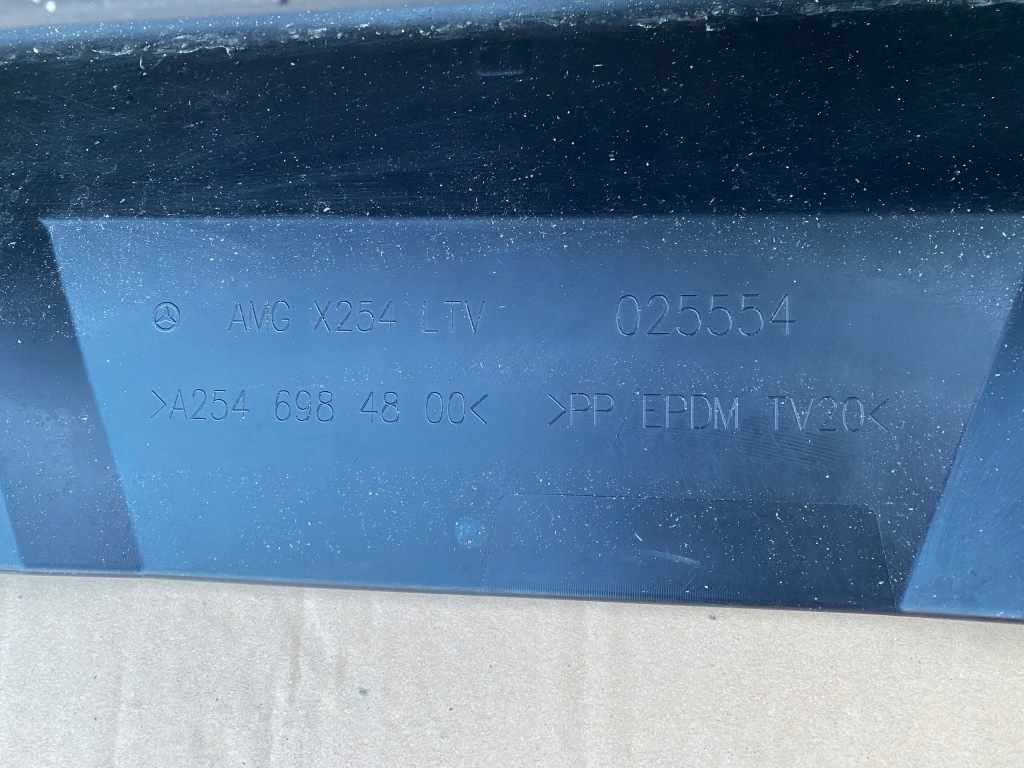 AMG X254 LTV 025554
>A254 698 48 00< >PP/EPDM TV20<